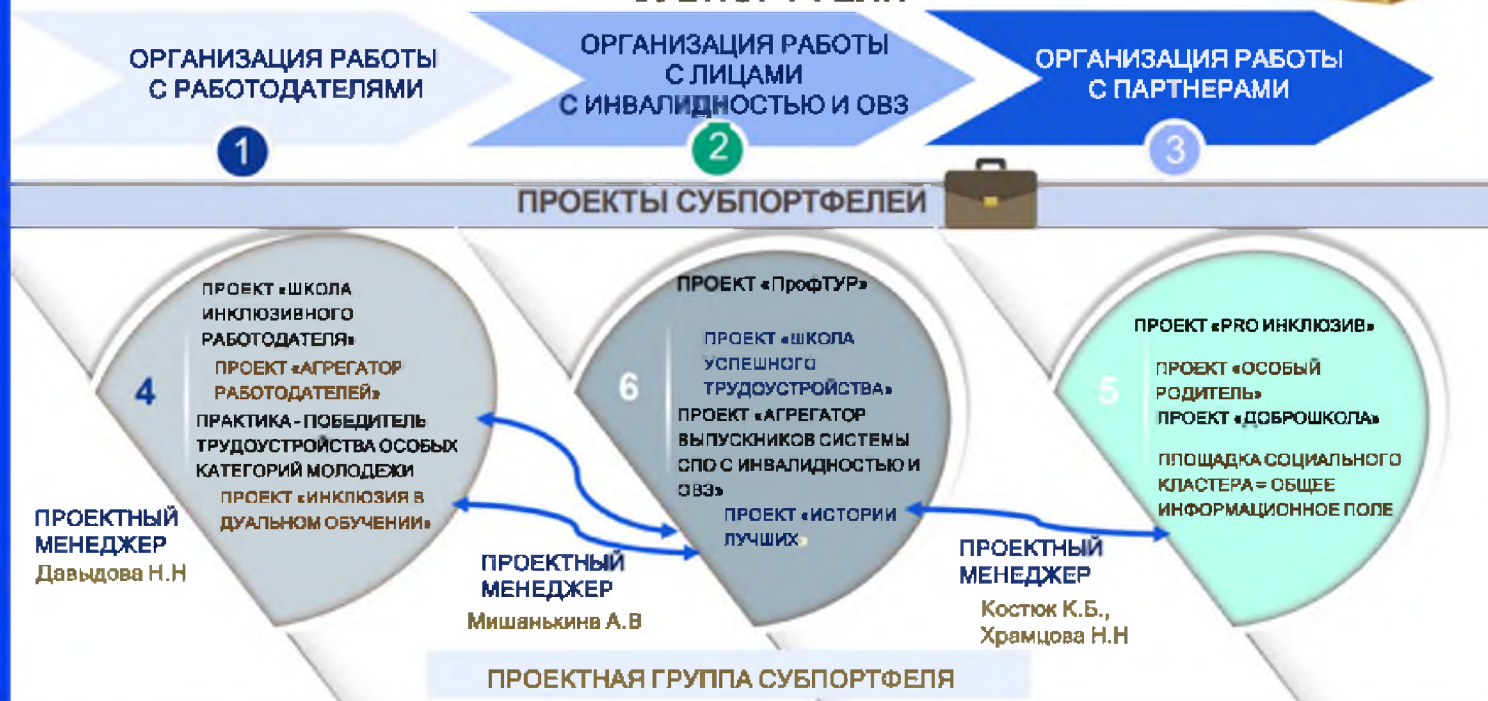 ОРГАНИЗАЦИЯ РАБОТЫ
С РАБОТОДАТЕЛЯМИ
1
ОРГАНИЗАЦИЯ РАБОТЫ
С ЛИЦАМИ
С ИНВАЛИДНОСТЬЮ И ОВЗ
2
ОРГАНИЗАЦИЯ РАБОТЫ
С ПАРТНЕРАМИ
3
ПРОЕКТЫ СУБПОРТФЕЛЕЙ
4
ПРОЕКТ «ШКОЛА
ИНКЛЮЗИВНОГО
РАБОТОДАТЕЛЯ»
ПРОЕКТ «АГРЕГАТОР
РАБОТОДАТЕЛЕЙ»
ПРАКТИКА - ПОБЕДИТЕЛЬ
ТРУДОУСТРОЙСТВА ОСОБЫХ
КАТЕГОРИЙ МОЛОДЕЖИ
ПРОЕКТ «ИНКЛЮЗИЯ В
ДУАЛЬНОМ ОБУЧЕНИИ»
ПРОЕКТНЫЙ
МЕНЕДЖЕР
Давыдова Н.Н
6
ПРОЕКТ «ПрофТУР»
ПРОЕКТ «ШКОЛА
УСПЕШНОГО
ТРУДОУСТРОЙСТВА»
ПРОЕКТ «АГРЕГАТОР
ВЫПУСКНИКОВ СИСТЕМЫ
СПО С ИНВАЛИДНОСТЬЮ И
ОВЗ»
ПРОЕКТ «ИСТОРИИ
ЛУЧШИХ»
ПРОЕКТНЫЙ
МЕНЕДЖЕР
Мишанькина А.В
5
ПРОЕКТ «PRO ИНКЛЮЗИВ»
ПРОЕКТ «ОСОБЫЙ
РОДИТЕЛЬ»
ПРОЕКТ «ДОБРОШКОЛА»
ПЛОЩАДКА СОЦИАЛЬНОГО
КЛАСТЕРА = ОБЩЕЕ
ИНФОРМАЦИОННОЕ ПОЛЕ
ПРОЕКТНЫЙ
МЕНЕДЖЕР
Костюк К.Б.,
Храмцова Н.Н
ПРОЕКТНАЯ ГРУППА СУБПОРТФЕЛЯ